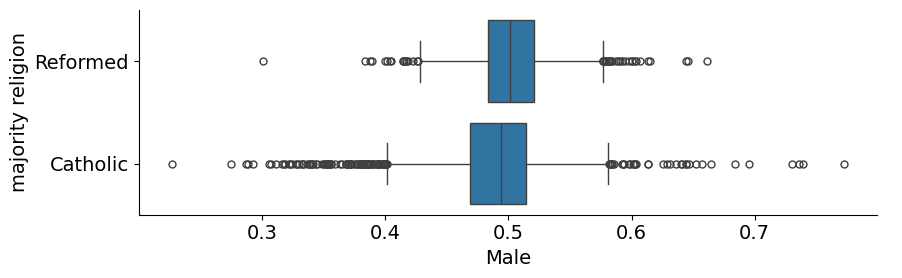 majority religion
Reformed
Catholic
0.3 0.4 0.5 0.6 0.7
Male